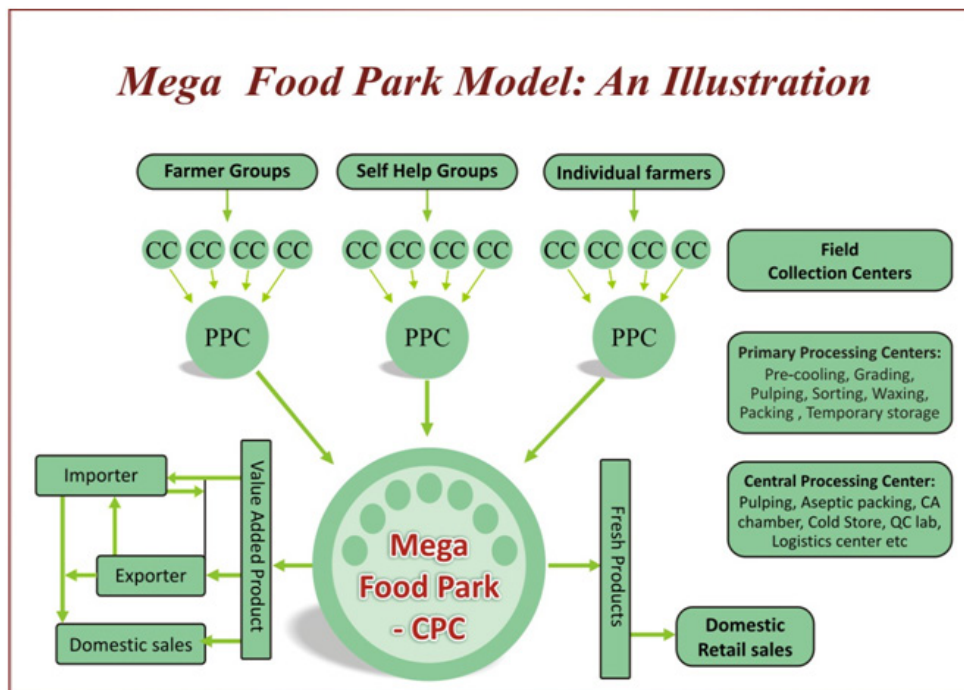 Mega Food Park Model: An Illustration
Farmer Groups
Self Help Groups
Individual farmers
CC CC CC CC
CC CC CC CC
CC CC CC CC
PPC
PPC
PPC
Field
Collection Centers
Primary Processing Centers:
Pre-cooling, Grading,
Pulping, Sorting, Waxing,
Packing , Temporary storage
Central Processing Center:
Pulping, Aseptic packing, CA
chamber, Cold Store, QC lab,
Logistics center etc
Importer
Exporter
Domestic sales
Value Added Product
Mega
Food Park
- CPC
Fresh Products
Domestic
Retail sales